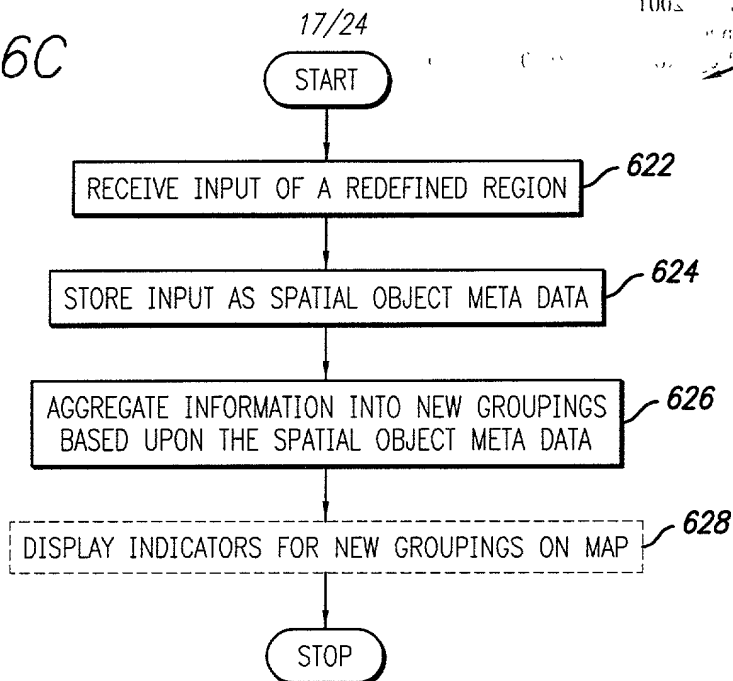 17/24
6C
START
RECEIVE INPUT OF A REDEFINED REGION
622
STORE INPUT AS SPATIAL OBJECT META DATA
624
AGGREGATE INFORMATION INTO NEW GROUPINGS
BASED UPON THE SPATIAL OBJECT META DATA
626
DISPLAY INDICATORS FOR NEW GROUPINGS ON MAP
628
STOP